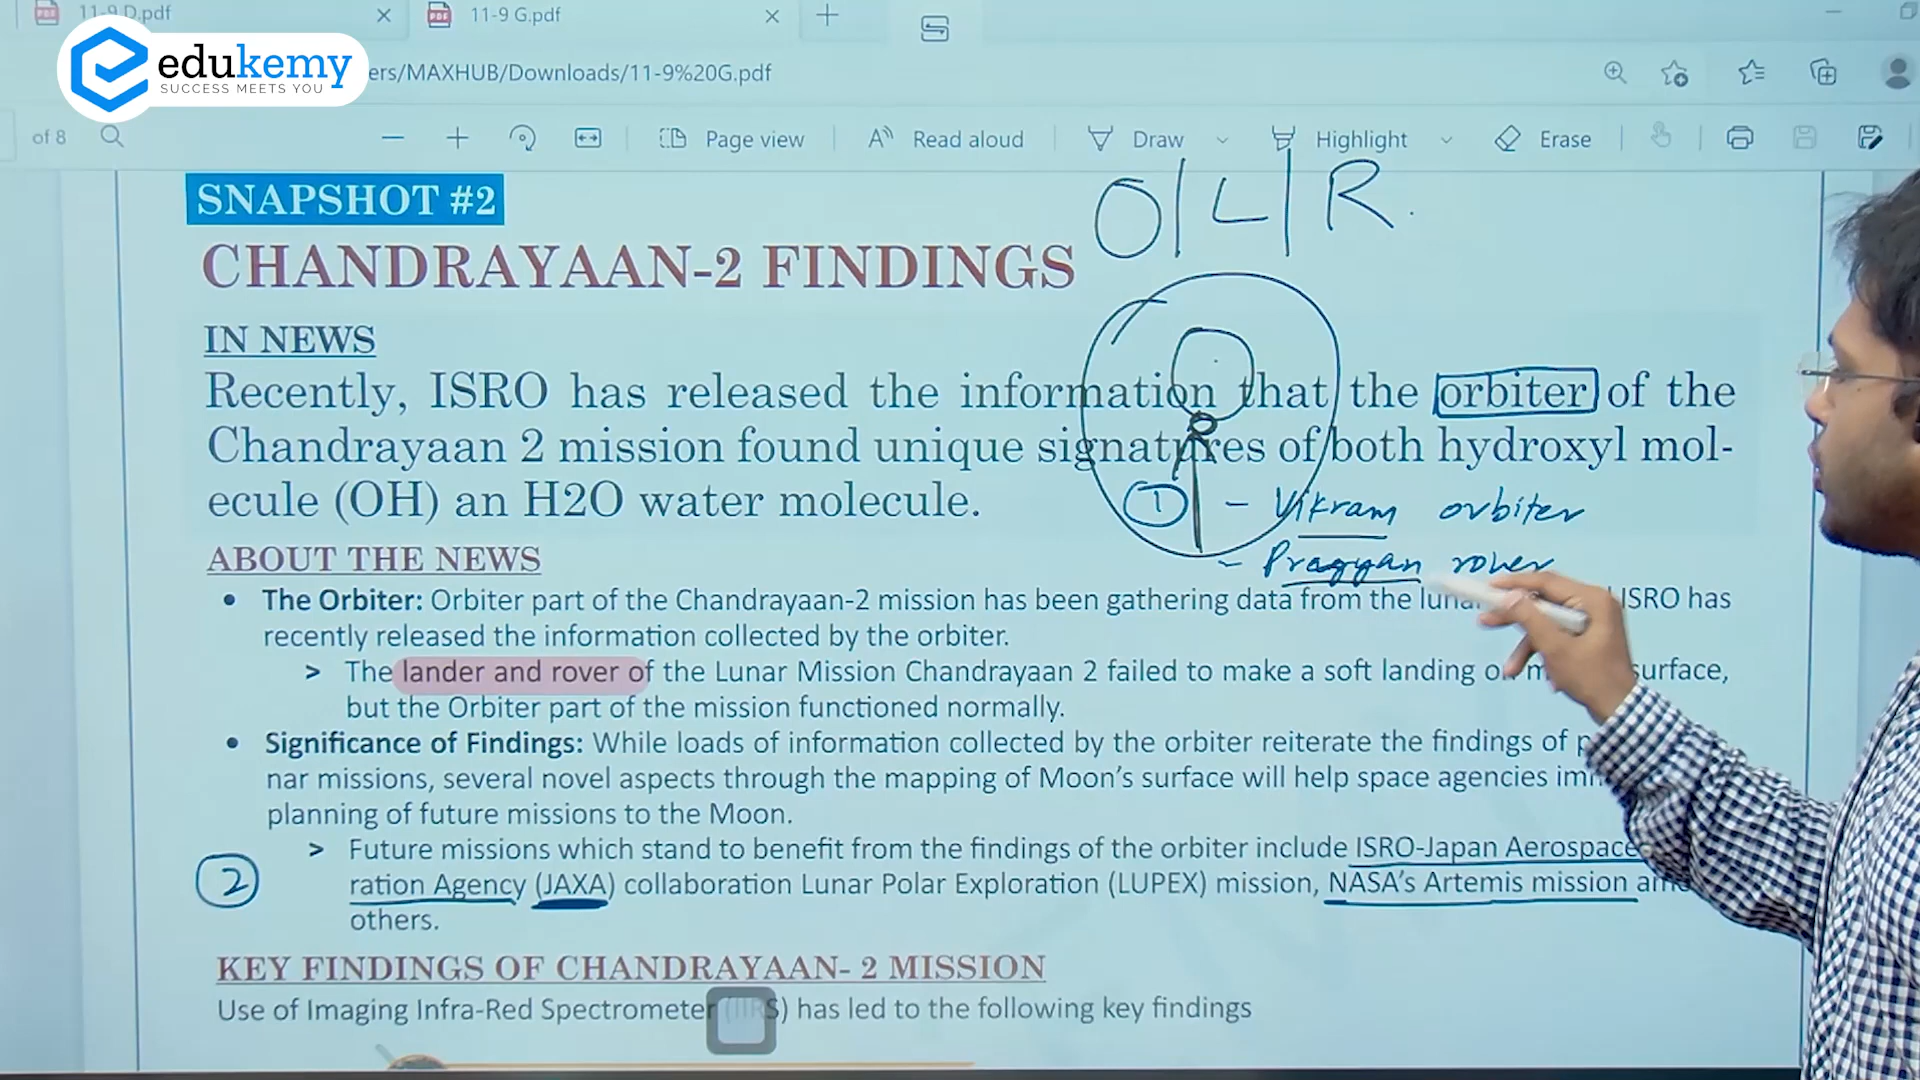 11-9 D.pdf
11-9 G.pdf
edukemy
SUCCESS MEETS YOU
ers/MAXHUB/Downloads/11-9%20G.pdf
of 8
Page view
Read aloud
Draw
Highlight
Erase
O | L | R
SNAPSHOT #2
CHANDRAYAAN-2 FINDINGS
IN NEWS
Recently, ISRO has released the information that the orbiter of the
Chandrayaan 2 mission found unique signatures of both hydroxyl mol-
ecule (OH) an H2O water molecule.
1 - Vikram orbiter
- Pragyan rover
ABOUT THE NEWS
• The Orbiter: Orbiter part of the Chandrayaan-2 mission has been gathering data from the ISRO has
recently released the information collected by the orbiter.
> The lander and rover of the Lunar Mission Chandrayaan 2 failed to make a soft landing surface,
but the Orbiter part of the mission functioned normally.
• Significance of Findings: While loads of information collected by the orbiter reiterate the findings of
nar missions, several novel aspects through the mapping of Moon's surface will help space agencies
planning of future missions to the Moon.
2
> Future missions which stand to benefit from the findings of the orbiter include ISRO-Japan Aerospace
ration Agency (JAXA) collaboration Lunar Polar Exploration (LUPEX) mission, NASA's Artemis mission
others.
KEY FINDINGS OF CHANDRAYAAN- 2 MISSION
Use of Imaging Infra-Red Spectrometer (IIRS) has led to the following key findings